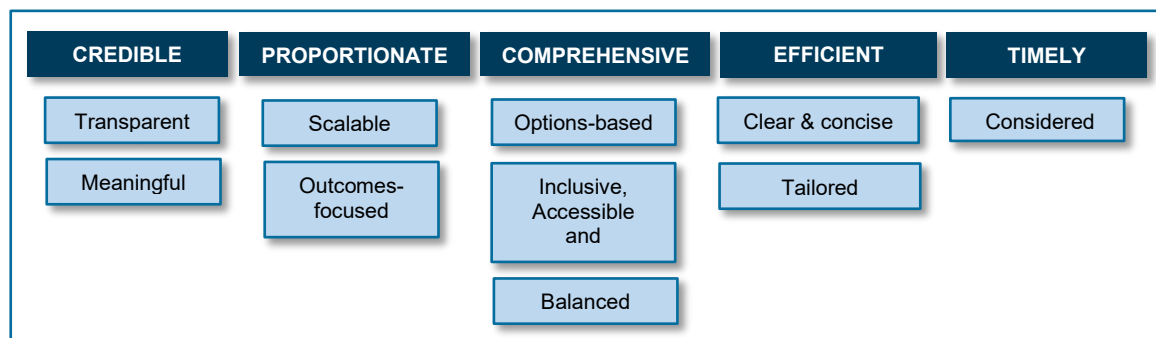 CREDIBLE
Transparent
Meaningful
PROPORTIONATE
Scalable
Outcomes-
focused
COMPREHENSIVE
Options-based
Inclusive,
Accessible
and
Balanced
EFFICIENT
Clear & concise
Tailored
TIMELY
Considered